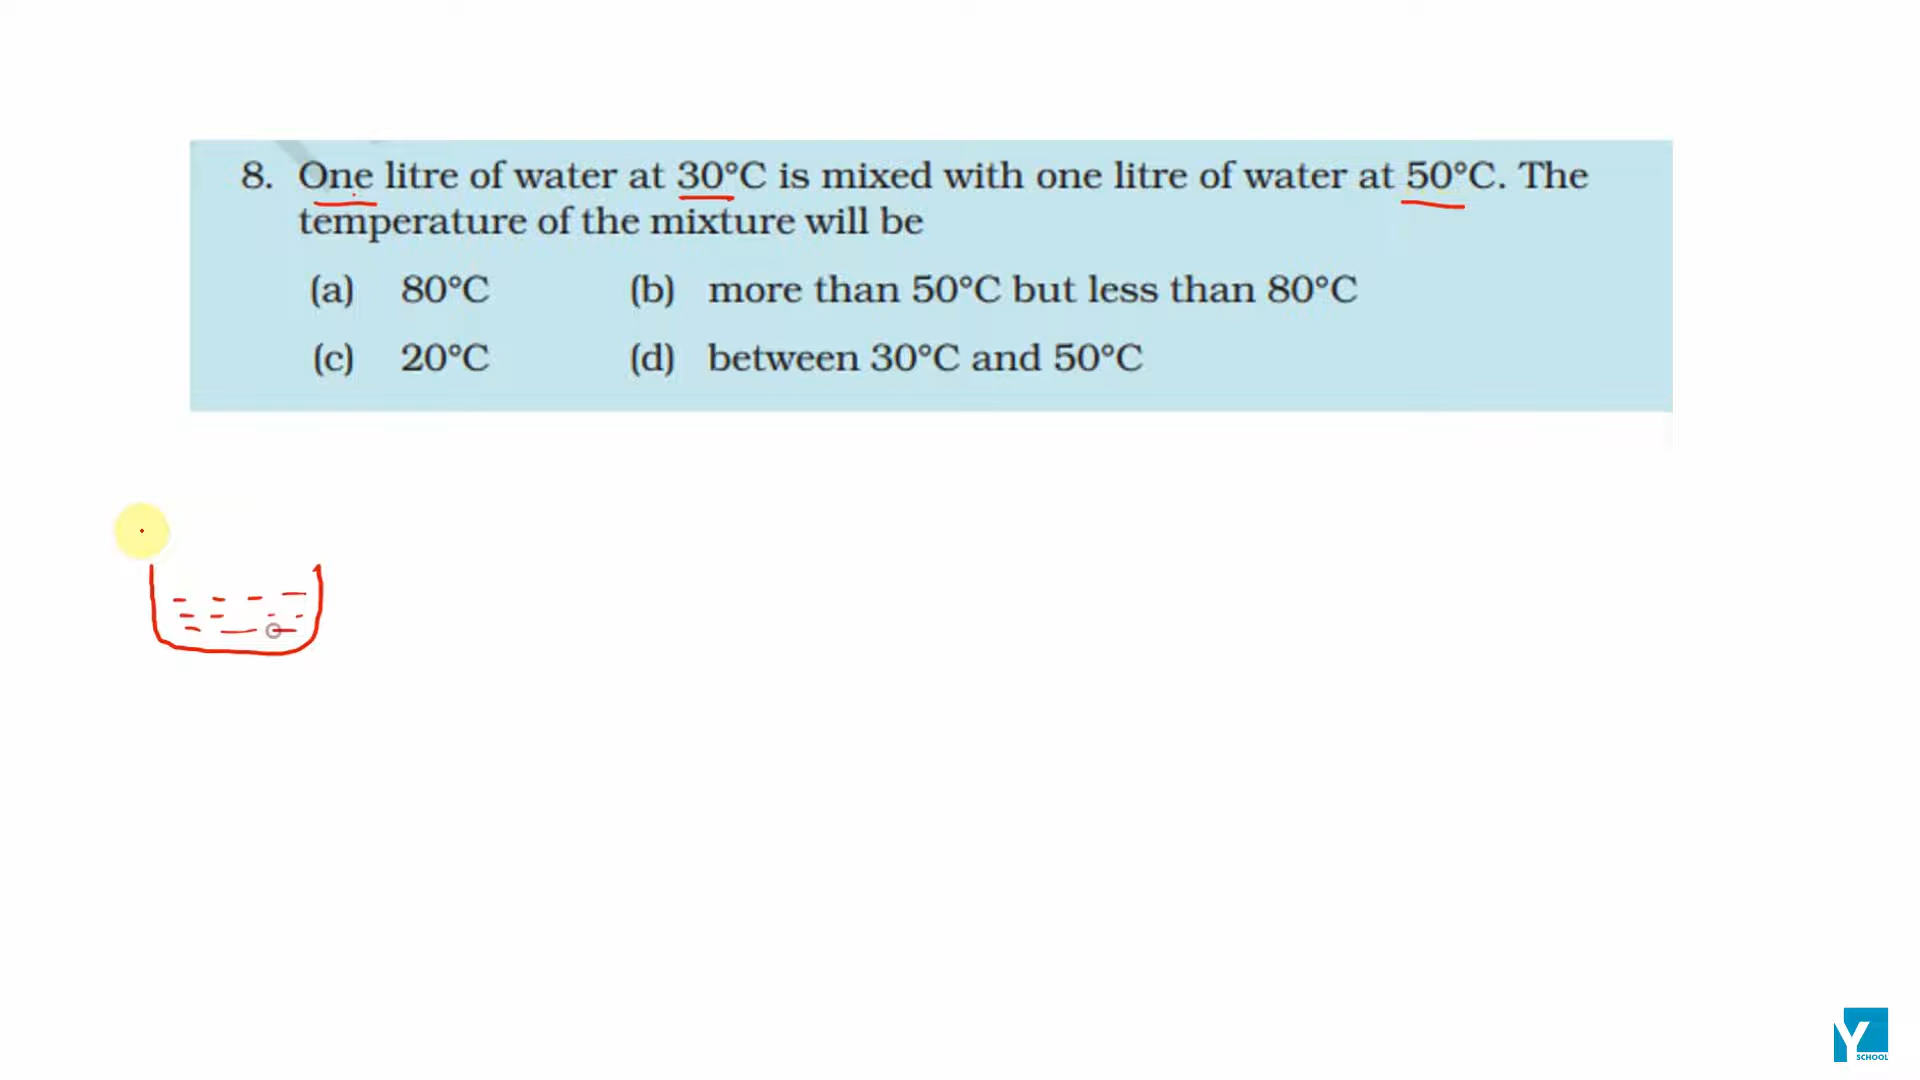 8. One litre of water at 30°C is mixed with one litre of water at 50°C. The
temperature of the mixture will be
(a) 80°C (b) more than 50°C but less than 80°C
(c) 20°C (d) between 30°C and 50°C
Y
SCHOOL